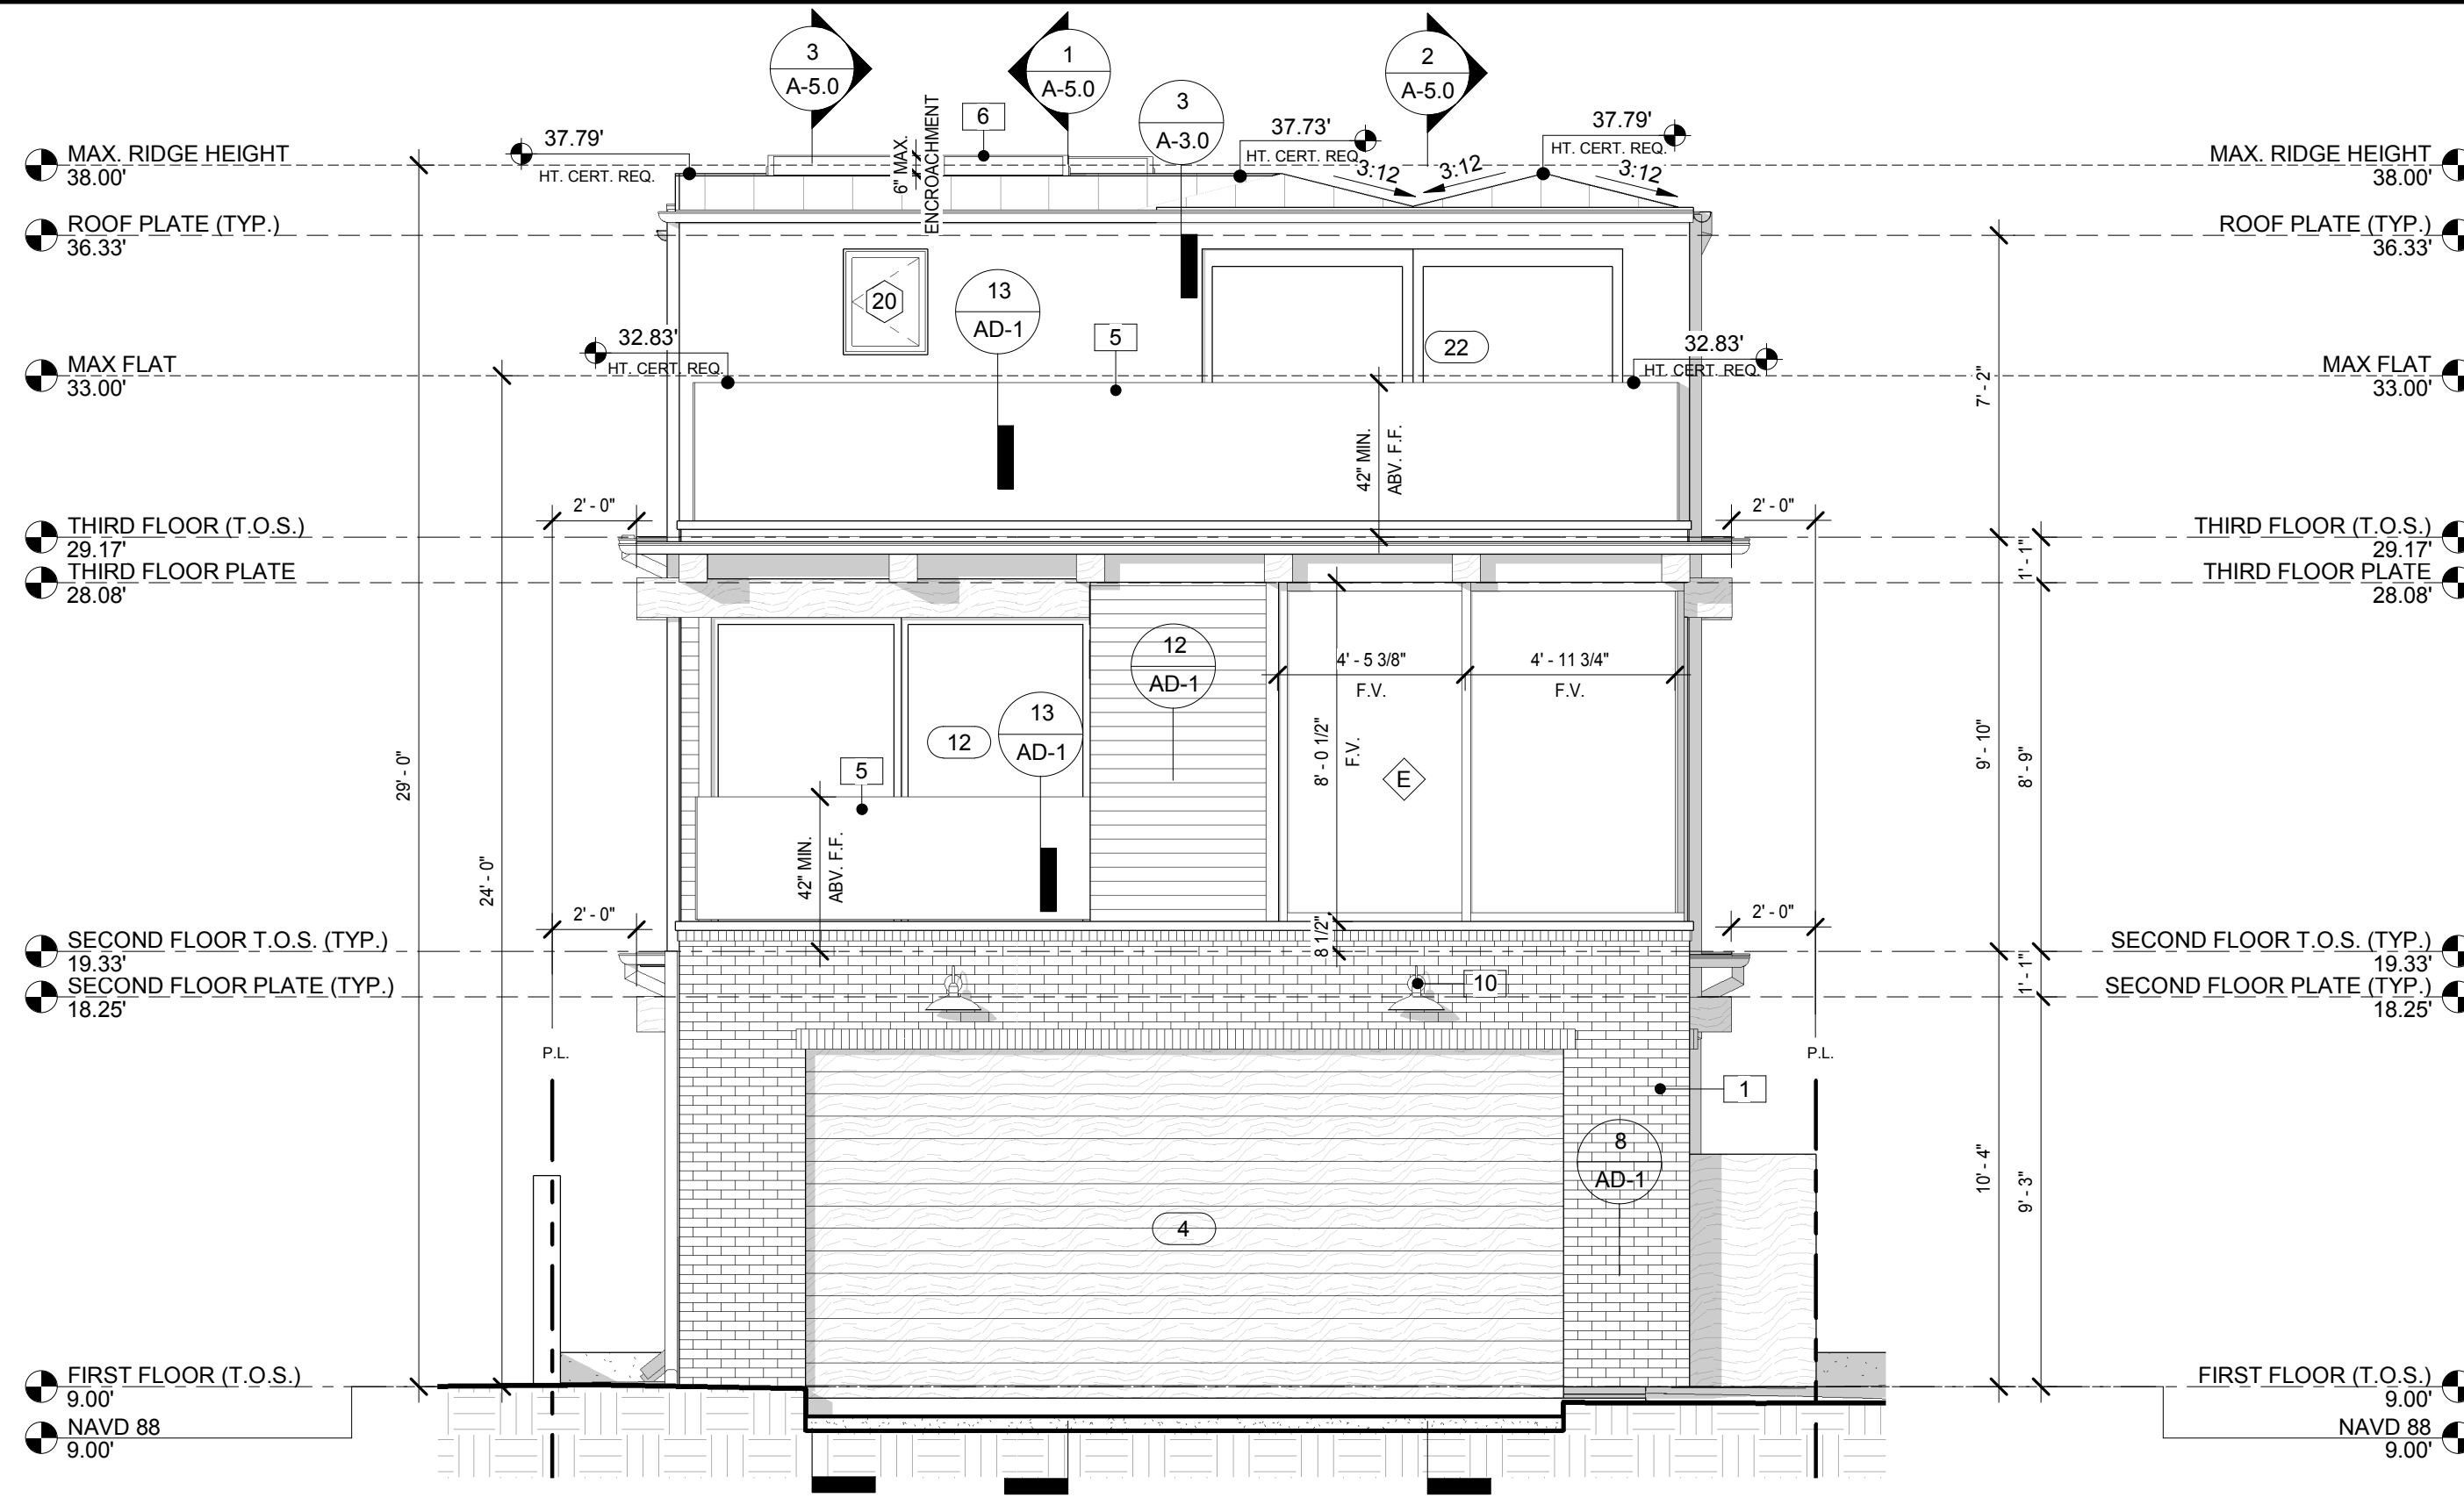 3
A-5.0
1
A-5.0
2
A-5.0
3
A-3.0
6
6" MAX.
ENCROACHMENT
37.79'
HT. CERT. REQ.
37.73'
HT. CERT. REQ.
37.79'
HT. CERT. REQ.
3:12
3:12
3:12
MAX. RIDGE HEIGHT
38.00'
MAX. RIDGE HEIGHT
38.00'
ROOF PLATE (TYP.)
36.33'
ROOF PLATE (TYP.)
36.33'
20
13
AD-1
5
22
32.83'
HT. CERT. REQ.
32.83'
HT. CERT. REQ.
MAX FLAT
33.00'
MAX FLAT
33.00'
7' - 2"
42" MIN.
ABV. F.F.
2' - 0"
2' - 0"
THIRD FLOOR (T.O.S.)
29.17'
THIRD FLOOR (T.O.S.)
29.17'
1' - 1"
THIRD FLOOR PLATE
28.08'
THIRD FLOOR PLATE
28.08'
12
AD-1
4' - 5 3/8"
F.V.
4' - 11 3/4"
F.V.
13
AD-1
12
5
8' - 0 1/2"
F.V.
E
29' - 0"
24' - 0"
9' - 10"
8' - 9"
42" MIN.
ABV. F.F.
2' - 0"
2' - 0"
8 1/2"
SECOND FLOOR T.O.S. (TYP.)
19.33'
SECOND FLOOR T.O.S. (TYP.)
19.33'
1' - 1"
SECOND FLOOR PLATE (TYP.)
18.25'
SECOND FLOOR PLATE (TYP.)
18.25'
10
P.L.
P.L.
1
8
AD-1
4
10' - 4"
9' - 3"
FIRST FLOOR (T.O.S.)
9.00'
FIRST FLOOR (T.O.S.)
9.00'
NAVD 88
9.00'
NAVD 88
9.00'